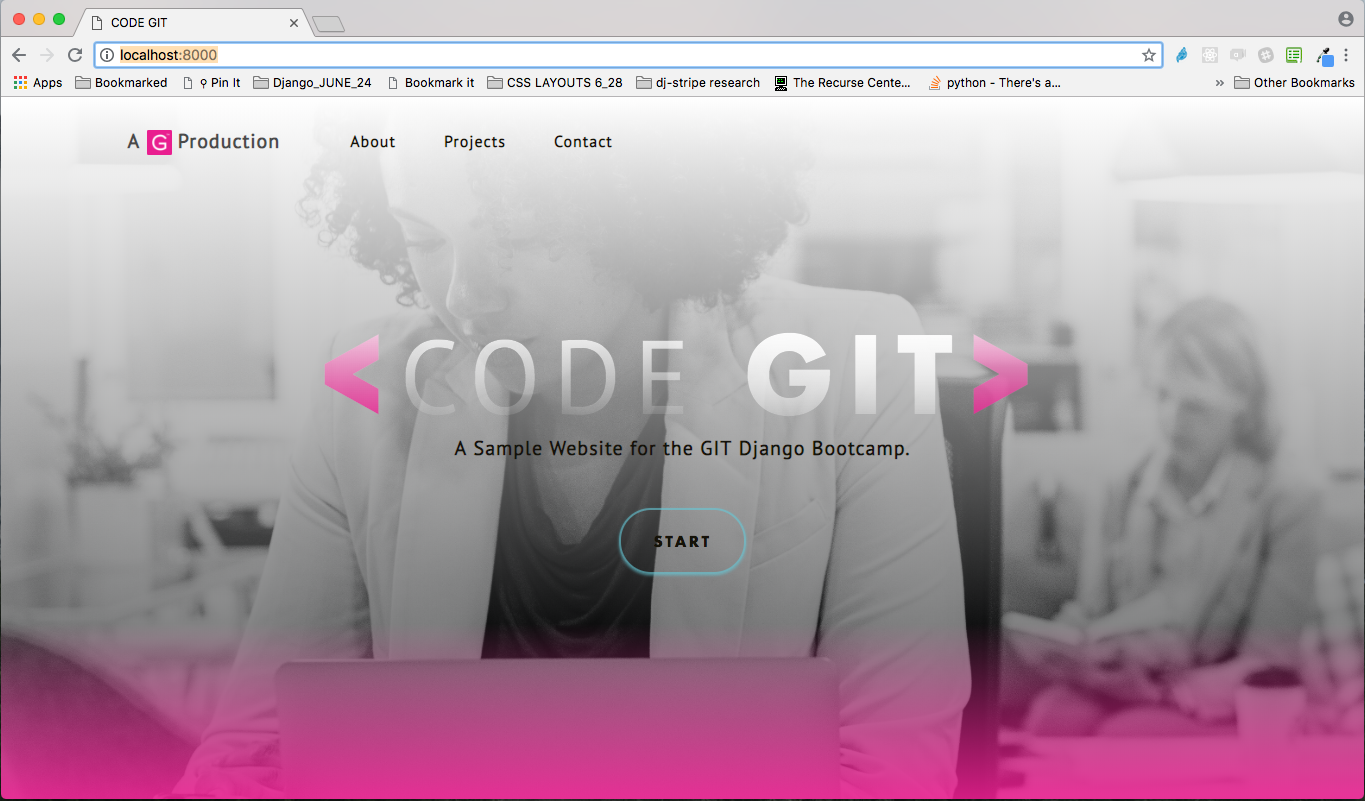 CODE GIT
localhost:8000
Apps Bookmarked Pin It Django_JUNE_24 Bookmark it CSS LAYOUTS 6_28 dj-stripe research The Recurse Cente... python - There's a... » Other Bookmarks
A G Production About Projects Contact
< CODE GIT >
A Sample Website for the GIT Django Bootcamp.
START